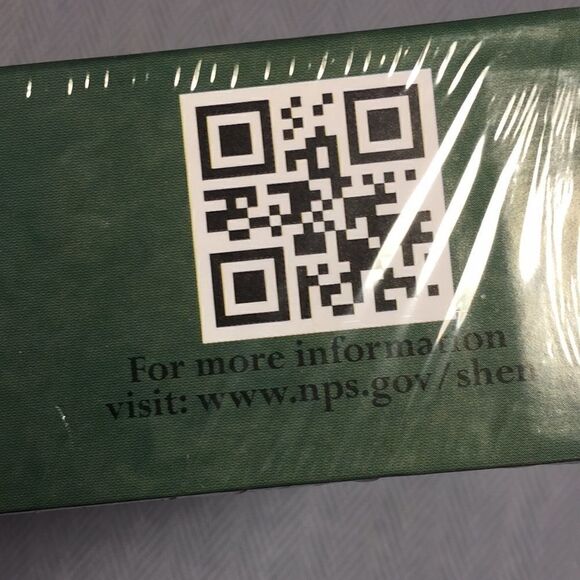 For more information
visit: www.nps.gov/shen